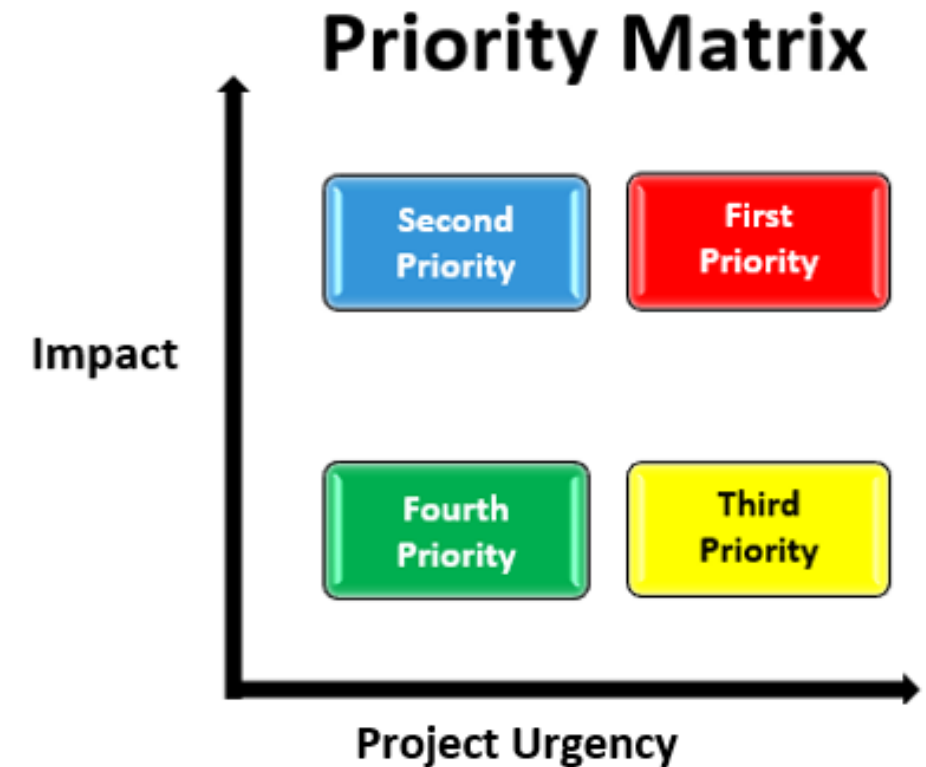 Priority Matrix
Second
Priority
First
Priority
Impact
Fourth
Priority
Third
Priority
Project Urgency